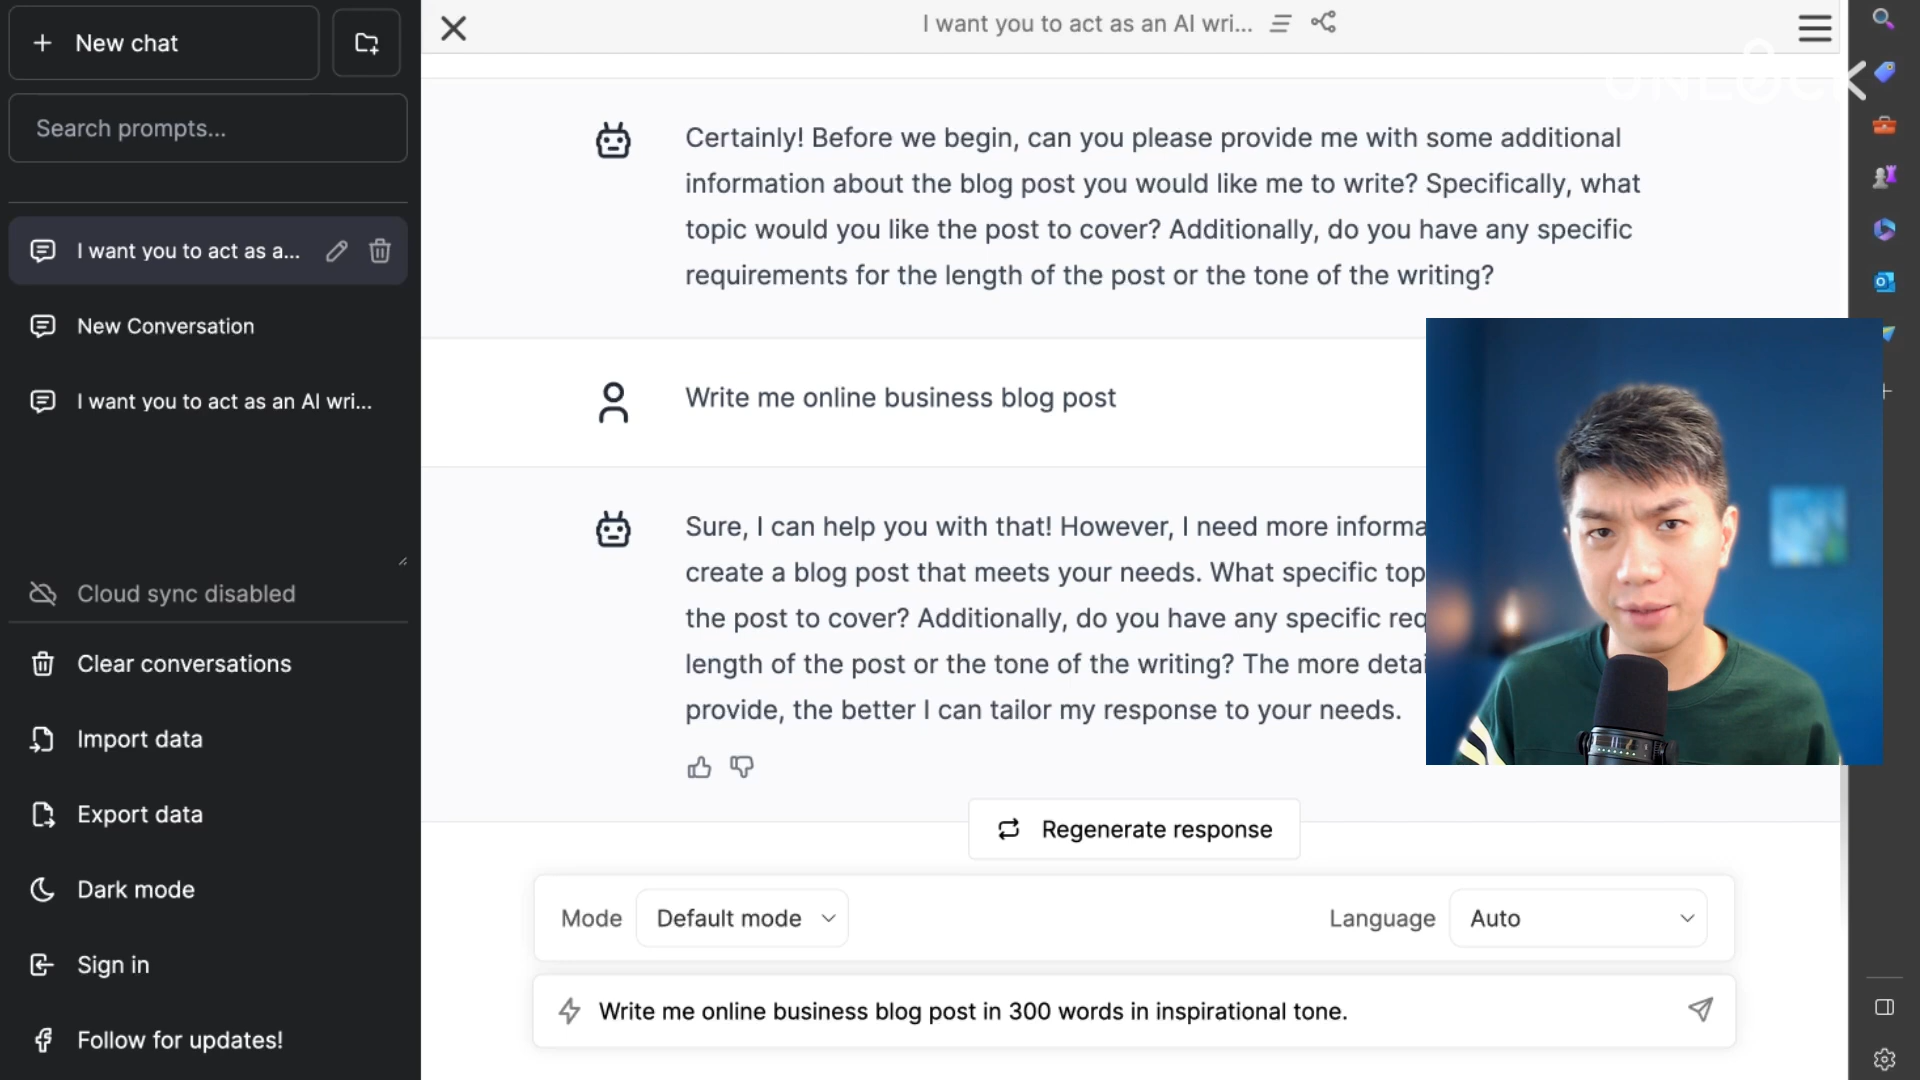 New chat
Search prompts...
I want you to act as a...
New Conversation
I want you to act as an AI wri...
Cloud sync disabled
Clear conversations
Import data
Export data
Dark mode
Sign in
Follow for updates!
I want you to act as an AI wri...
UNLOCK
Certainly! Before we begin, can you please provide me with some additional
information about the blog post you would like me to write? Specifically, what
topic would you like the post to cover? Additionally, do you have any specific
requirements for the length of the post or the tone of the writing?
Write me online business blog post
Sure, I can help you with that! However, I need more informa
create a blog post that meets your needs. What specific top
the post to cover? Additionally, do you have any specific req
length of the post or the tone of the writing? The more detai
provide, the better I can tailor my response to your needs.
Regenerate response
Mode Default mode Language Auto
Write me online business blog post in 300 words in inspirational tone.